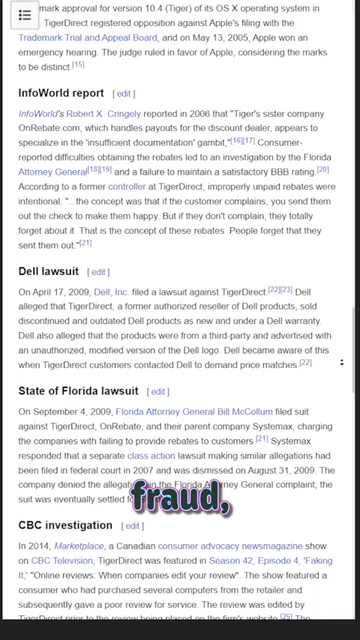 mark approval for version 10.4 (Tiger) of its OS X operating system in
TigerDirect registered opposition against Apple's filing with the
Trademark Trial and Appeal Board, and on May 13, 2005, Apple won an
emergency hearing. The judge ruled in favor of Apple, considering the marks
to be distinct.[15]
InfoWorld report [ edit ]
InfoWorld's Robert X. Cringely reported in 2006 that "Tiger's sister company
OnRebate.com, which handles payouts for the discount dealer, appears to
specialize in the 'insufficient documentation' gambit,"[16][17] Consumer-
reported difficulties obtaining the rebates led to an investigation by the Florida
Attorney General[18][19] and a failure to maintain a satisfactory BBB rating.[20]
According to a former controller at TigerDirect, improperly unpaid rebates were
intentional: "...the concept was that if the customer complains, you send them
out the check to make them happy. But if they don't complain, they totally
forget about it. That is the concept of these rebates. People forget that they
sent them out."[21]
Dell lawsuit [ edit ]
On April 17, 2009, Dell, Inc. filed a lawsuit against TigerDirect.[22][23] Dell
alleged that TigerDirect, a former authorized reseller of Dell products, sold
discontinued and outdated Dell products as new and under a Dell warranty.
Dell also alleged that the products were from a third-party and advertised with
an unauthorized, modified version of the Dell logo. Dell became aware of this
when TigerDirect customers contacted Dell to demand price matches.[22]
State of Florida lawsuit [ edit ]
On September 4, 2009, Florida Attorney General Bill McCollum filed suit
against TigerDirect, OnRebate, and their parent company Systemax, charging
the companies with failing to provide rebates to customers.[21] Systemax
responded that a separate class action lawsuit making similar allegations had
been filed in federal court in 2007 and was dismissed on August 31, 2009. The
company denied the allegations in the Florida Attorney General complaint; the
suit was eventually settled
fraud,
CBC investigation [ edit ]
In 2014, Marketplace, a Canadian consumer advocacy newsmagazine show
on CBC Television, TigerDirect was featured in Season 42, Episode 4, 'Faking
It,' "Online reviews: When companies edit your review". The show featured a
consumer who had purchased several computers from the retailer and
subsequently gave a poor review for service. The review was edited by
TigerDirect prior to the review being placed on the firm's website.[25] The